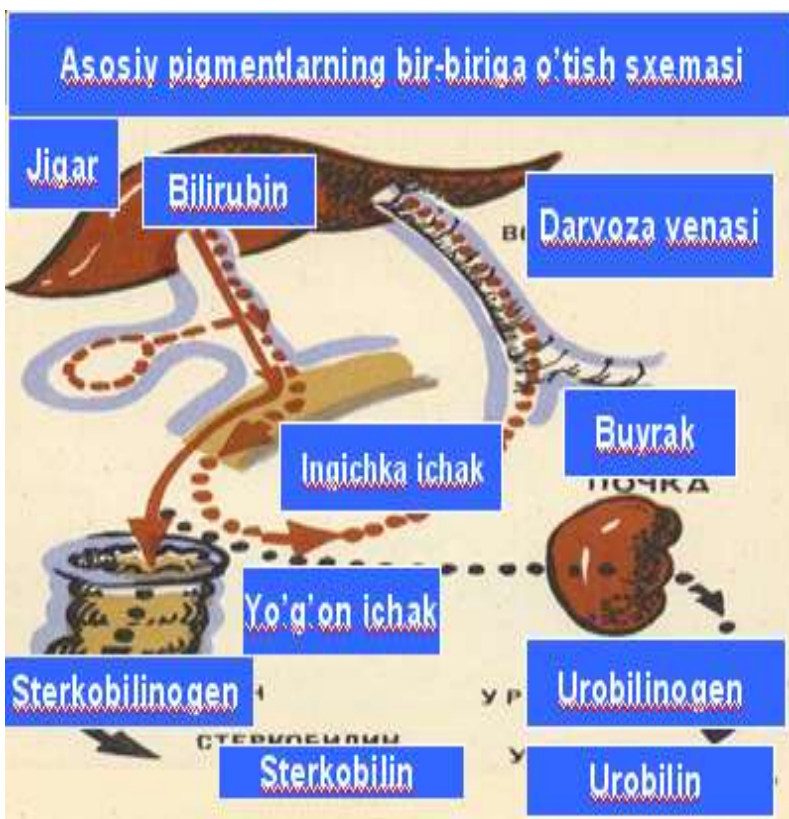 Asosiy pigmentlarning bir-biriga o'tish sxemasi
Jigar
Bilirubin
Darvoza venasi
Buyrak
Ingichka ichak
ПОЧКА
Yo'g'on ichak
Sterkobilinogen
Urobilinogen
СТЕРКОБИЛИН
Sterkobilin
Urobilin